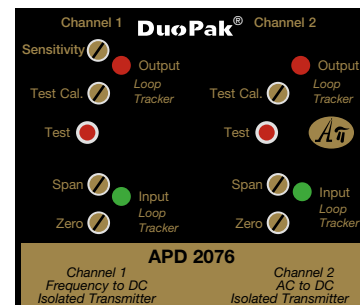 Channel 1 DuoPak® Channel 2
Sensitivity
Output Output
Test Cal. Loop Tracker Test Cal. Loop Tracker
Test Test Aπ
Span Span
Input Input
Zero Loop Tracker Zero Loop Tracker
APD 2076
Channel 1 Channel 2
Frequency to DC AC to DC
Isolated Transmitter Isolated Transmitter